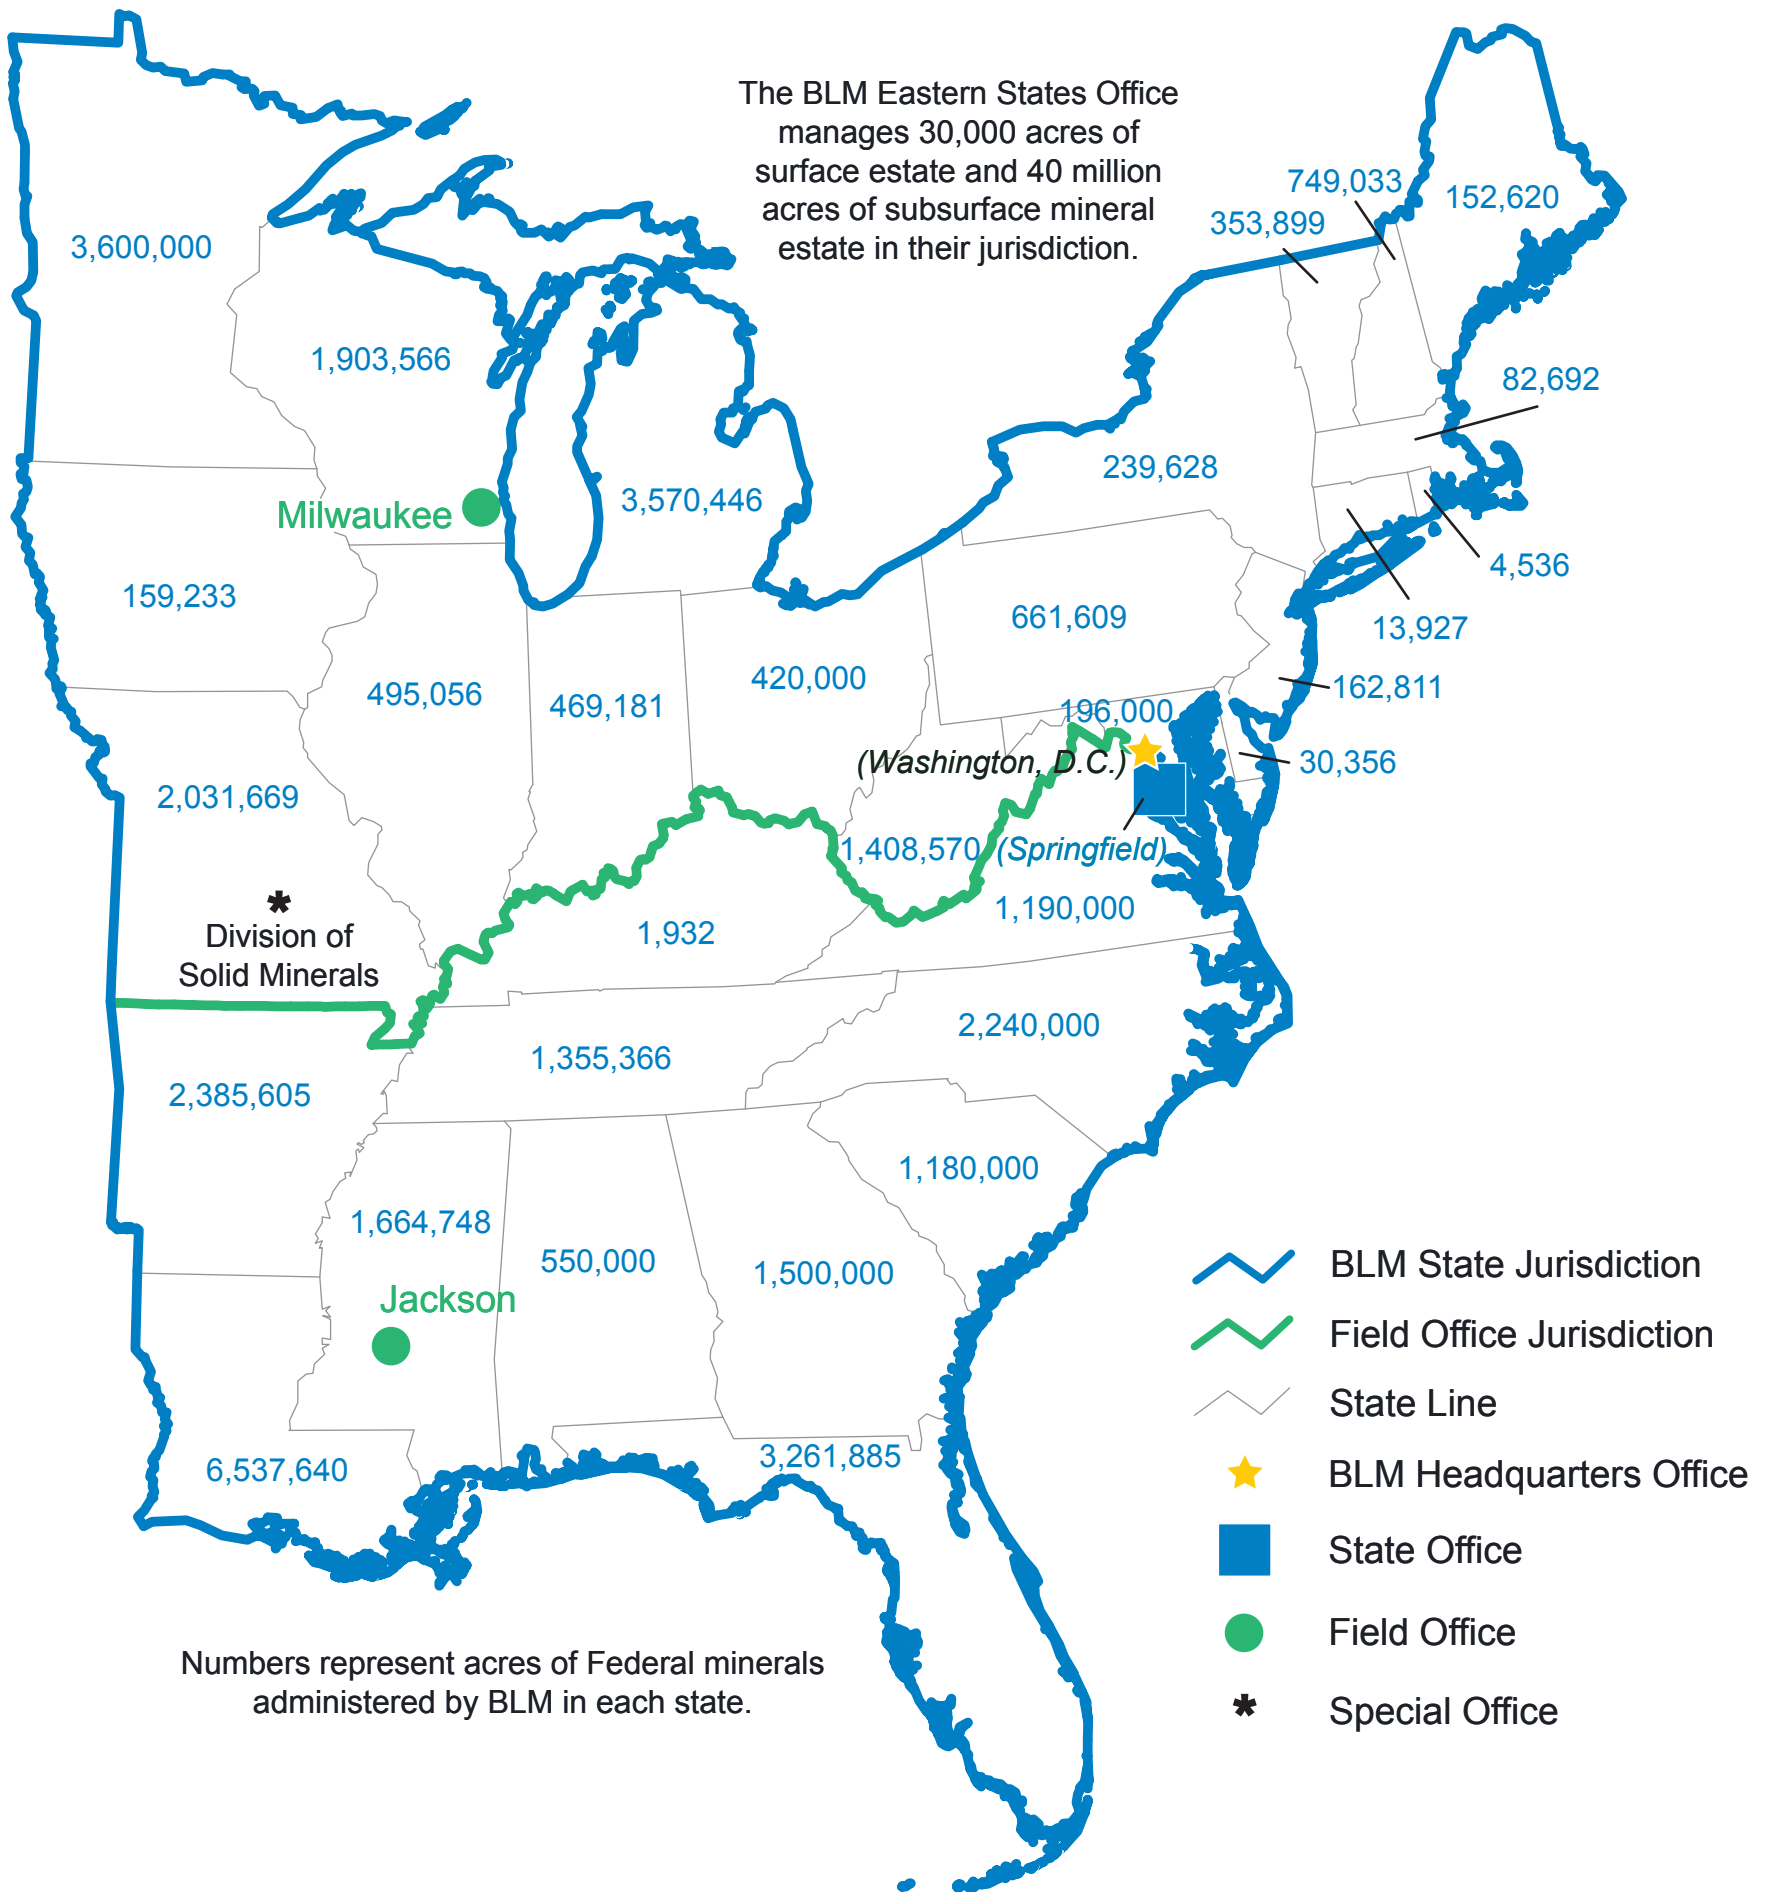 The BLM Eastern States Office
manages 30,000 acres of
surface estate and 40 million
acres of subsurface mineral
estate in their jurisdiction.
749,033
152,620
353,899
3,600,000
1,903,566
82,692
239,628
3,570,446
Milwaukee
4,536
159,233
661,609
13,927
420,000
162,811
495,056
469,181
196,000
(Washington, D.C.)
30,356
2,031,669
1,408,570
(Springfield)
1,190,000
*
Division of
Solid Minerals
1,932
2,240,000
1,355,366
2,385,605
1,180,000
1,664,748
550,000
1,500,000
Jackson
3,261,885
6,537,640
BLM State Jurisdiction
Field Office Jurisdiction
State Line
BLM Headquarters Office
State Office
Field Office
* Special Office
Numbers represent acres of Federal minerals
administered by BLM in each state.